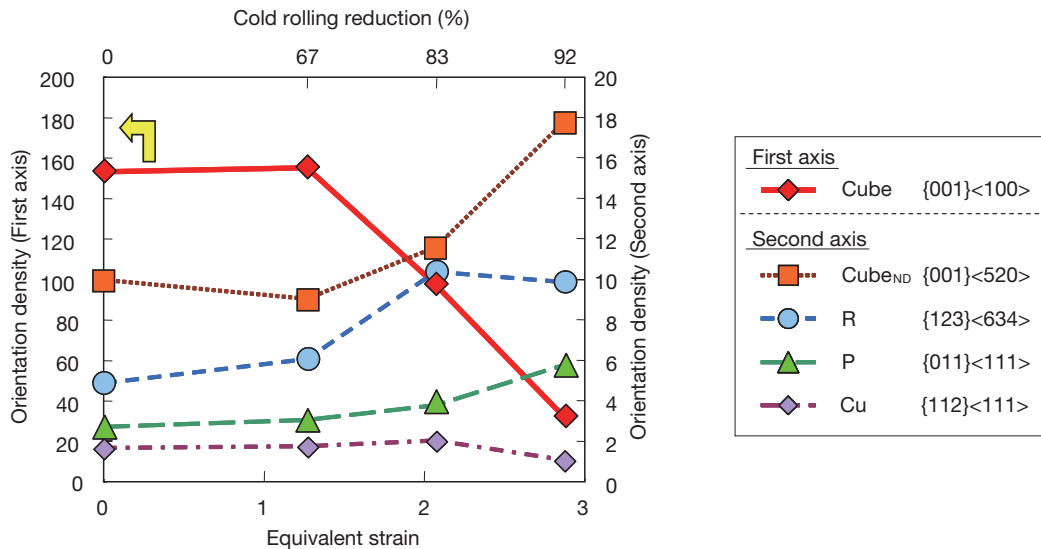 Cold rolling reduction (%)
0 67 83 92
200 20
180 18
160 16
140 14
120 12
100 10
80 8
60 6
40 4
20 2
0 0
0 1 2 3
Equivalent strain
Orientation density (First axis)
Orientation density (Second axis)
First axis
Cube {001}<100>
Second axis
CubeND {001}<520>
R {123}<634>
P {011}<111>
Cu {112}<111>